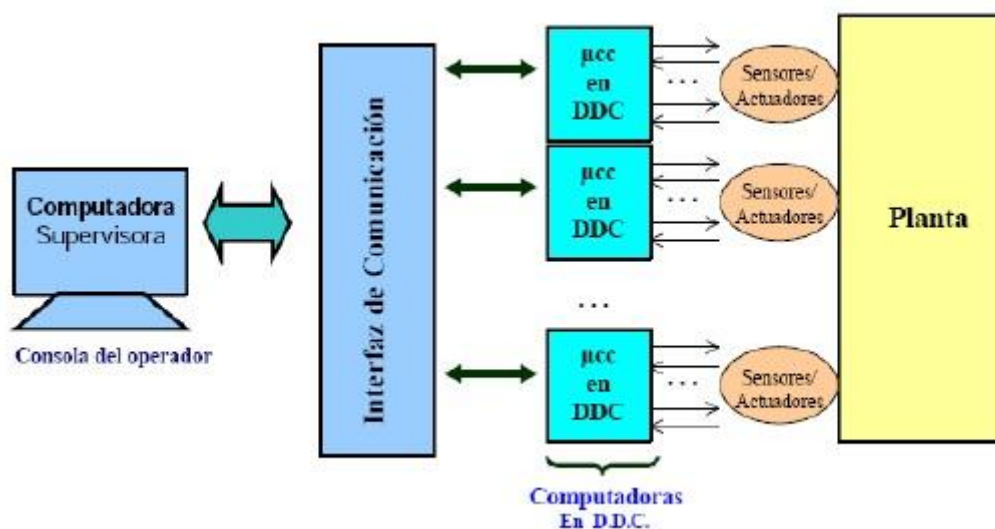 Computadora
Supervisora
Consola del operador
Interfaz de Comunicación
µcc
en
DDC
µcc
en
DDC
...
µcc
en
DDC
Computadoras
En D.D.C.
...
Sensores/
Actuadores
...
Sensores/
Actuadores
...
Sensores/
Actuadores
Planta